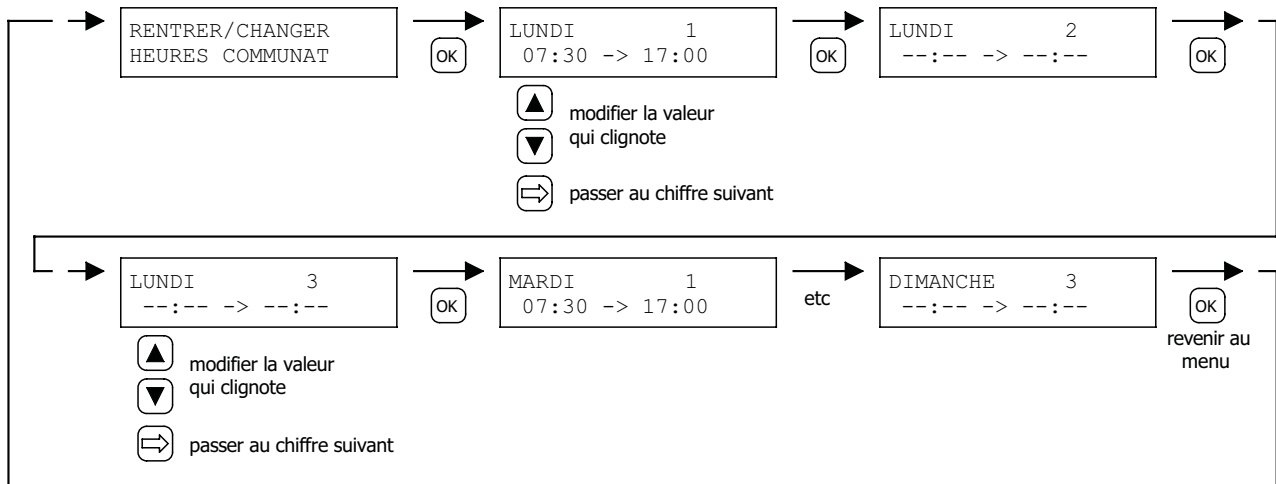 RENTRER/CHANGER
HEURES COMMUNAT
OK
LUNDI 1
07:30 -> 17:00
OK
LUNDI 2
--:-- -> --:--
OK
modifier la valeur
qui clignote
passer au chiffre suivant
LUNDI 3
--:-- -> --:--
OK
MARDI 1
07:30 -> 17:00
etc
DIMANCHE 3
--:-- -> --:--
OK
revenir au
menu
modifier la valeur
qui clignote
passer au chiffre suivant